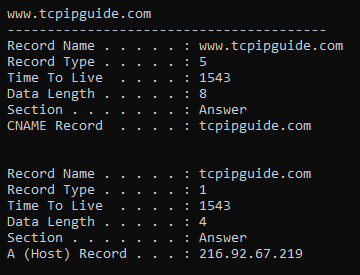 www.tcpipguide.com
----------------------------------------
Record Name . . . . . : www.tcpipguide.com
Record Type . . . . . : 5
Time To Live  . . . . : 1543
Data Length . . . . . : 8
Section . . . . . . . : Answer
CNAME Record  . . . . : tcpipguide.com
Record Name . . . . . : tcpipguide.com
Record Type . . . . . : 1
Time To Live  . . . . : 1543
Data Length . . . . . : 4
Section . . . . . . . : Answer
A (Host) Record . . . : 216.92.67.219